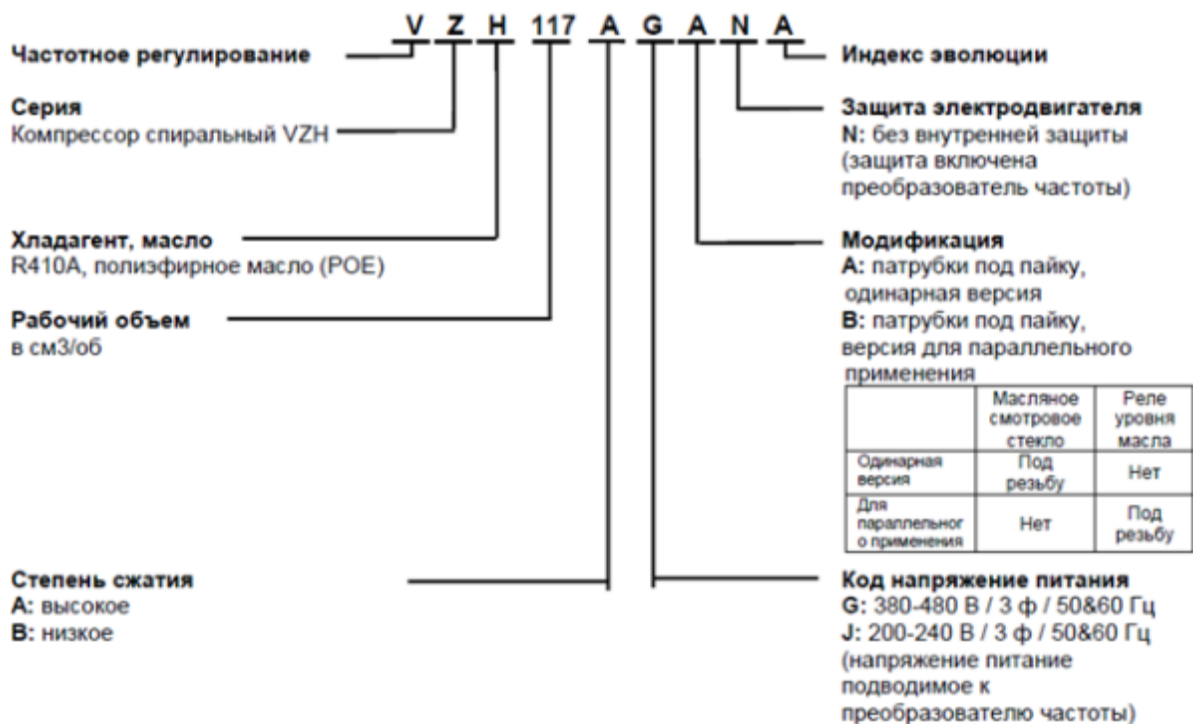 V Z H 117 A G A N A
Частотное регулирование
Серия
Компрессор спиральный VZH
Хладагент, масло
R410A, полиэфирное масло (POE)
Рабочий объем
в см3/об
Степень сжатия
A: высокое
B: низкое
Индекс эволюции
Защита электродвигателя
N: без внутренней защиты
(защита включена
преобразователь частоты)
Модификация
A: патрубки под пайку,
одинарная версия
B: патрубки под пайку,
версия для параллельного
применения
Масляное смотровое стекло
Реле уровня масла
Одинарная версия
Под резьбу
Нет
Для параллельног о применения
Нет
Под резьбу
Код напряжение питания
G: 380-480 В / 3 ф / 50&60 Гц
J: 200-240 В / 3 ф / 50&60 Гц
(напряжение питание
подводимое к
преобразователю частоты)